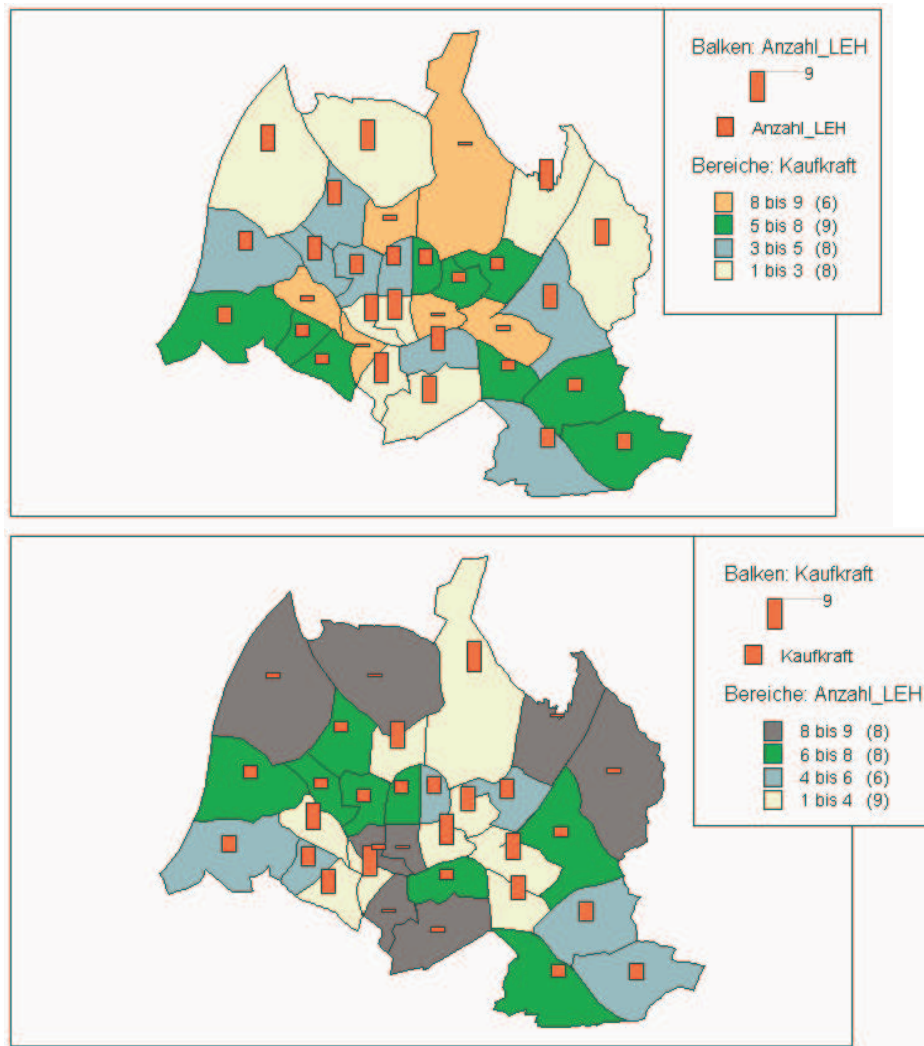 Balken: Anzahl_LEH
9
Anzahl_LEH
Bereiche: Kaufkraft
8 bis 9 (6)
5 bis 8 (9)
3 bis 5 (8)
1 bis 3 (8)
Balken: Kaufkraft
9
Kaufkraft
Bereiche: Anzahl_LEH
8 bis 9 (8)
6 bis 8 (8)
4 bis 6 (6)
1 bis 4 (9)